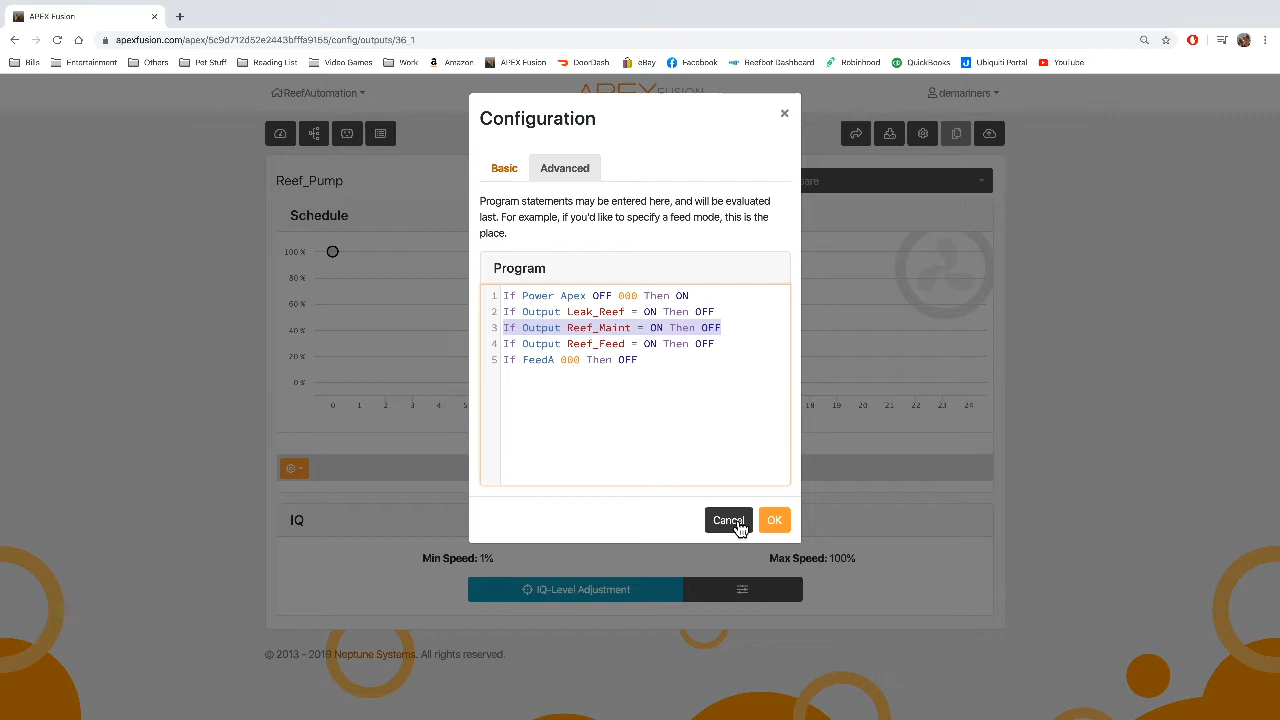 APEX Fusion
apexfusion.com/apex/5c9d712d52e2443bfffa9155/config/outputs/36_1
Bills
Entertainment
Others
Pet Stuff
Reading List
Video Games
Work
Amazon
APEX Fusion
DoorDash
eBay
Facebook
Reefbot Dashboard
Robinhood
QuickBooks
Ubiquiti Portal
YouTube
ReefAutomation
demariners
Configuration
Basic
Advanced
Program statements may be entered here, and will be evaluated
last. For example, if you'd like to specify a feed mode, this is the
place.
Program
1 If Power Apex OFF 000 Then ON
2 If Output Leak_Reef = ON Then OFF
3 If Output Reef_Maint = ON Then OFF
4 If Output Reef_Feed = ON Then OFF
5 If FeedA 000 Then OFF
Cancel
OK
Reef_Pump
Schedule
100 %
80 %
60 %
40 %
20 %
0 %
0 1 2 3 4 5 18 19 20 21 22 23 24
IQ
Min Speed: 1%
Max Speed: 100%
IQ-Level Adjustment
© 2013 - 2019 Neptune Systems. All rights reserved.